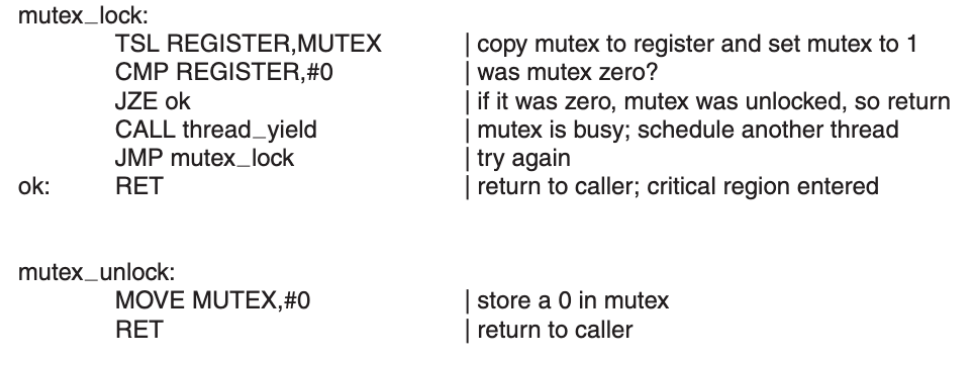 mutex_lock:
TSL REGISTER,MUTEX | copy mutex to register and set mutex to 1
CMP REGISTER,#0 | was mutex zero?
JZE ok | if it was zero, mutex was unlocked, so return
CALL thread_yield | mutex is busy; schedule another thread
JMP mutex_lock | try again
ok: RET | return to caller; critical region entered
mutex_unlock:
MOVE MUTEX,#0 | store a 0 in mutex
RET | return to caller